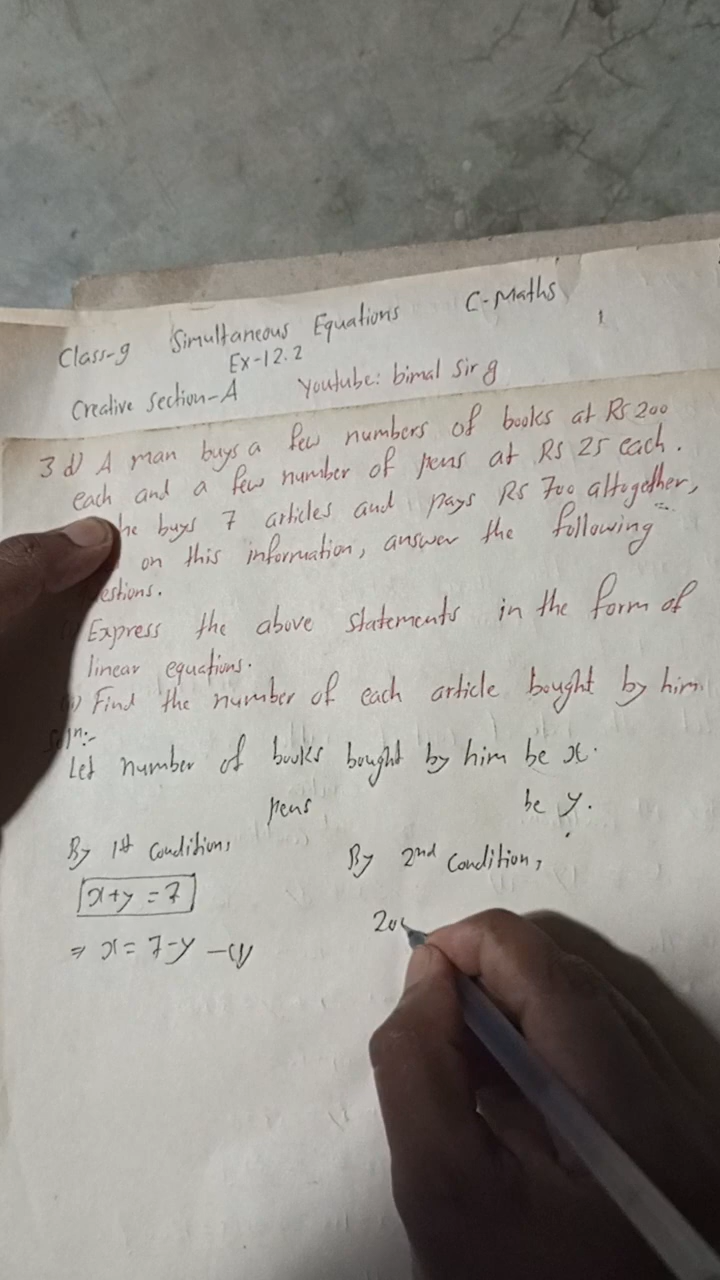 Class-9 Simultaneous Equations C-Maths
1
Ex-12.2
Creative Section-A Youtube: bimal sir g
3 d) A man buys a few numbers of books at RS 200
each and a few number of pens at RS 25 each.
he buys 7 articles and pays RS 700 altogether,
on this information, answer the following
estions.
Express the above statements in the form of
linear equations.
(ii) Find the number of each article bought by him.
Soln:-
Let number of books bought by him be x.
pens be y.
By 1st condition, By 2nd condition,
x+y = 7
200
⇒ x = 7-y —(1)